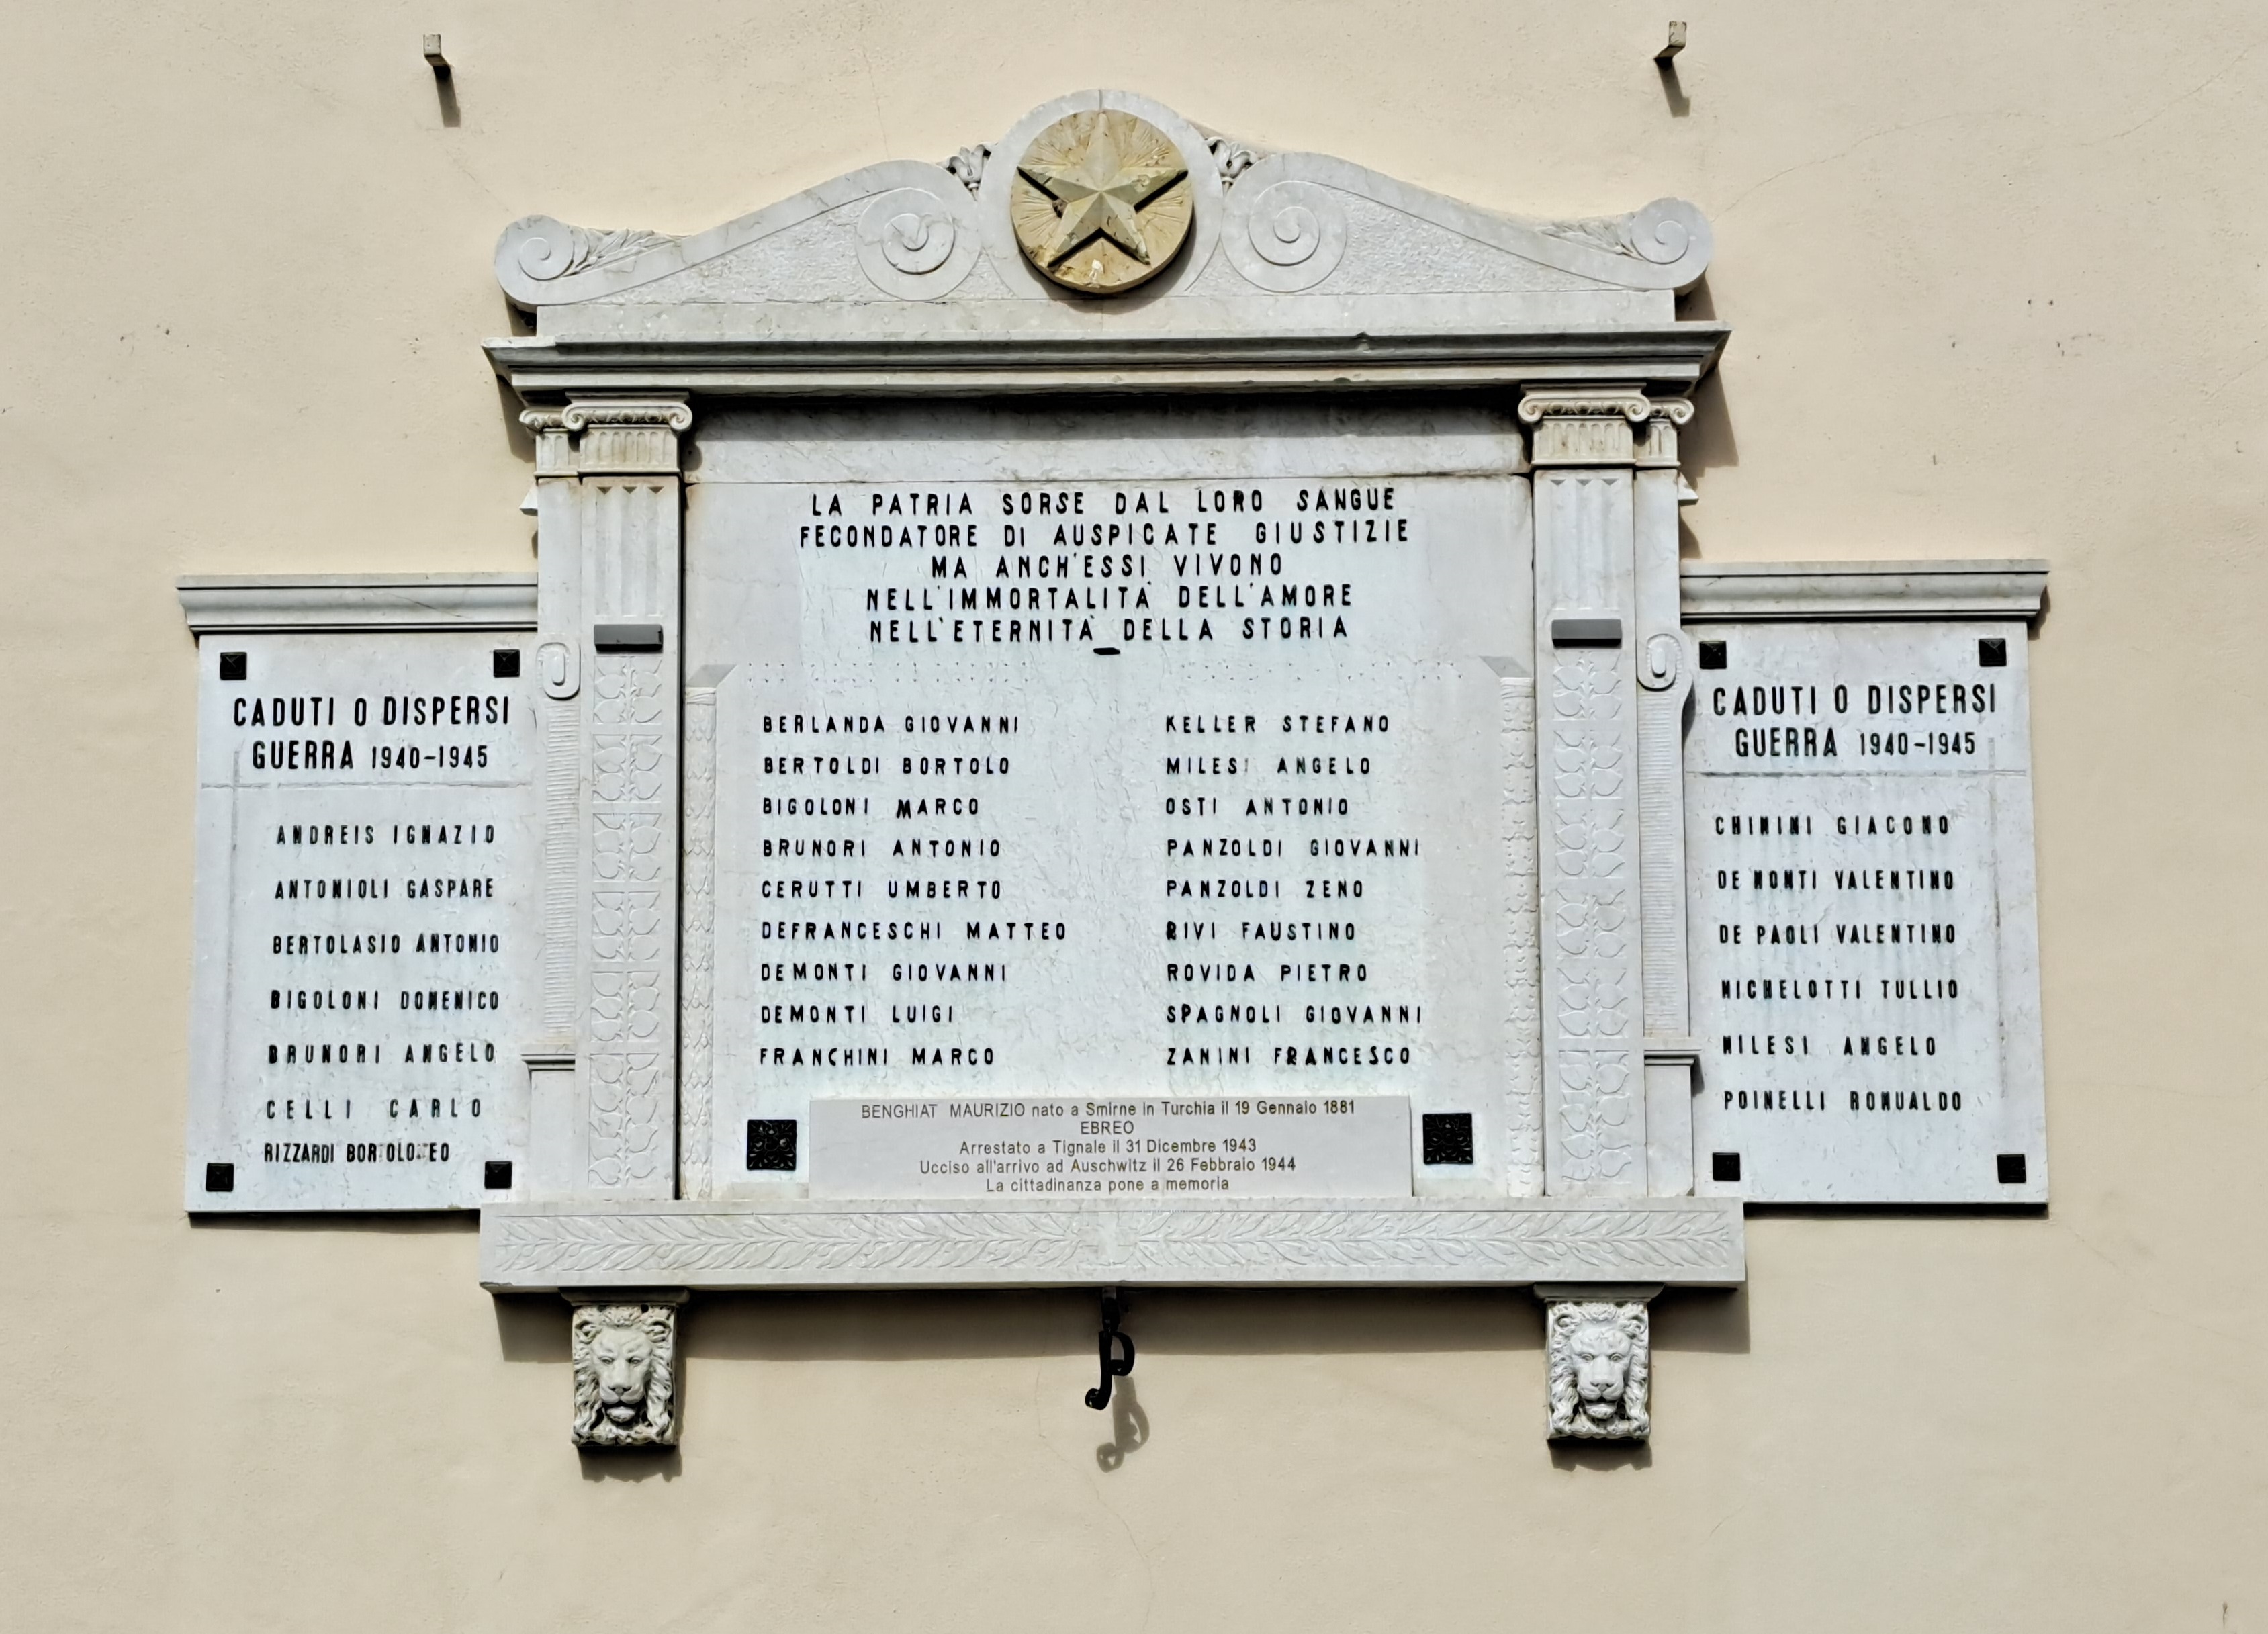 LA PATRIA SORSE DAL LORO SANGUE
FECONDATORE DI AUSPICATE GIUSTIZIE
MA ANCH'ESSI VIVONO
NELL'IMMORTALITÀ DELL'AMORE
NELL'ETERNITÀ DELLA STORIA
CADUTI O DISPERSI
GUERRA 1940-1945
ANDREIS IGNAZIO
ANTONIOLI GASPARE
BERTOLASIO ANTONIO
BIGOLONI DOMENICO
BRUNORI ANGELO
CELLI CARLO
RIZZARDI
BERLANDA GIOVANNI
BERTOLDI BORTOLO
BIGOLONI MARCO
BRUNORI ANTONIO
CERUTTI UMBERTO
DEFRANCESCHI MATTEO
DEMONTI GIOVANNI
DEMONTI LUIGI
FRANCHINI MARCO
KELLER STEFANO
MILESI ANGELO
OSTI ANTONIO
PANZOLDI GIOVANNI
PANZOLDI ZENO
RIVI FAUSTINO
ROVIDA PIETRO
SPAGNOLI GIOVANNI
ZANINI FRANCESCO
BENGHIAT MAURIZIO nato a Smirne in Turchia il 19 Gennaio 1881
EBREO
Arrestato a Tignale il 31 Dicembre 1943
Ucciso all'arrivo ad Auschwitz il 26 Febbraio 1944
La cittadinanza pone a memoria
CADUTI O DISPERSI
GUERRA 1940-1945
CHIMINI GIACOMO
DE MONTI VALENTINO
DE PAOLI VALENTINO
MICHELOTTI TULLIO
MILESI ANGELO
POINELLI ROMUALDO